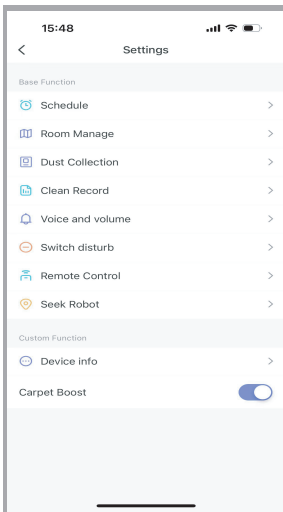 15:48
Settings
Base Function
Schedule
Room Manage
Dust Collection
Clean Record
Voice and volume
Switch disturb
Remote Control
Seek Robot
Custom Function
Device info
Carpet Boost